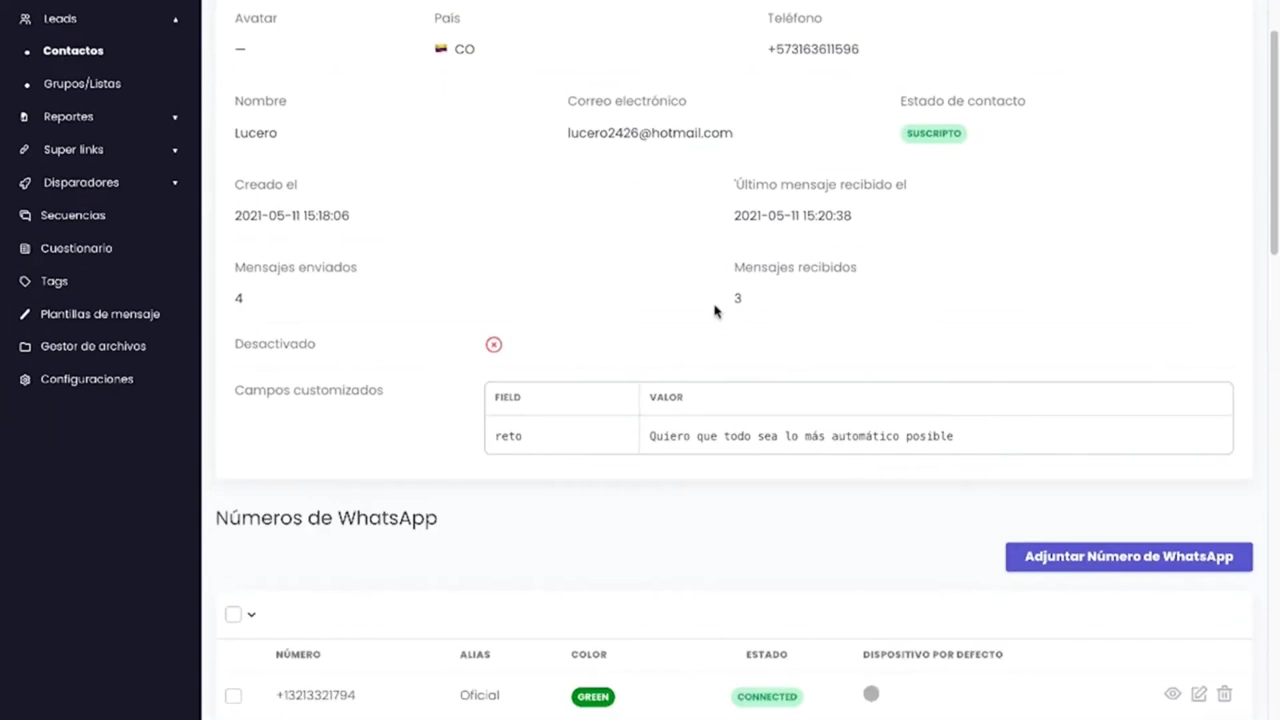 Leads
Contactos
Grupos/Listas
Reportes
Super links
Disparadores
Secuencias
Cuestionario
Tags
Plantillas de mensaje
Gestor de archivos
Configuraciones
Avatar País Teléfono
— CO +573163611596
Nombre Correo electrónico Estado de contacto
Lucero lucero2426@hotmail.com SUSCRIPTO
Creado el 'Último mensaje recibido el
2021-05-11 15:18:06 2021-05-11 15:20:38
Mensajes enviados Mensajes recibidos
4 3
Desactivado
Campos customizados
FIELD VALOR
reto Quiero que todo sea lo más automático posible
Números de WhatsApp
Adjuntar Número de WhatsApp
NÚMERO ALIAS COLOR ESTADO DISPOSITIVO POR DEFECTO
+13213321794 Oficial GREEN CONNECTED